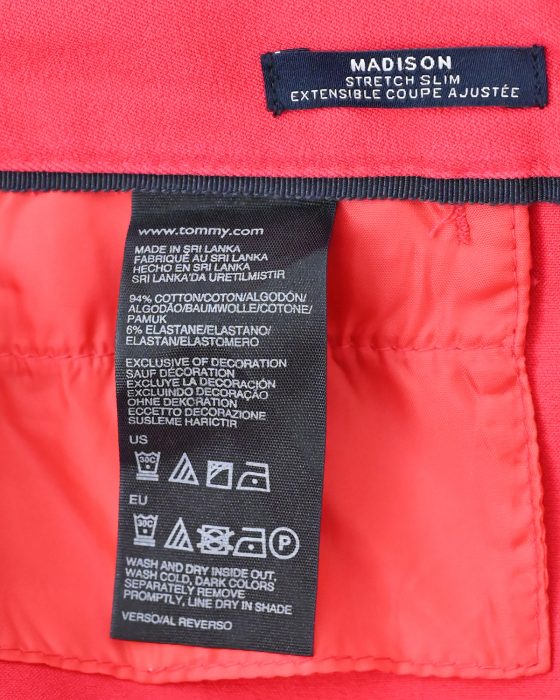 MADISON
STRETCH SLIM
EXTENSIBLE COUPE AJUSTÉE
www.tommy.com
MADE IN SRI LANKA
FABRIQUÉ AU SRI LANKA
HECHO EN SRI LANKA
SRI LANKA'DA URETILMISTIR
94% COTTON/COTON/ALGODÓN/
ALGODÃO/BAUMWOLLE/COTONE/
PAMUK
6% ELASTANE/ELASTANO/
ELASTAN/ELASTOMERO
EXCLUSIVE OF DECORATION
SAUF DÉCORATION
EXCLUYE LA DECORACIÓN
EXCLUINDO DECORAÇÃO
OHNE DEKORATION
ECCETTO DECORAZIONE
SUSLEME HARICTIR
US
30C
EU
30C P
WASH AND DRY INSIDE OUT,
WASH COLD, DARK COLORS
SEPARATELY REMOVE
PROMPTLY, LINE DRY IN SHADE
VERSO/AL REVERSO